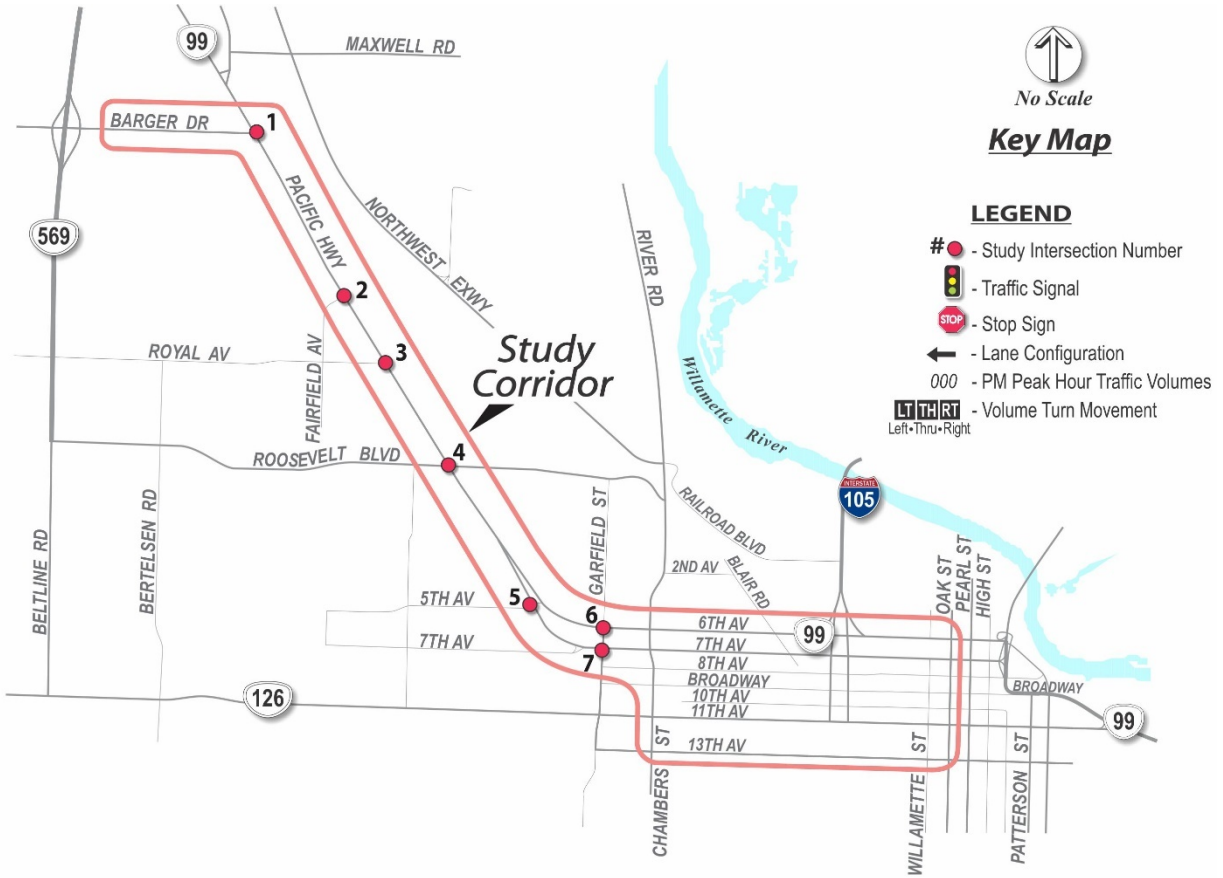 99
MAXWELL RD
No Scale
Key Map
BARGER DR
1
PACIFIC HWY
NORTHWEST EXWY
RIVER RD
569
LEGEND
# - Study Intersection Number
- Traffic Signal
STOP - Stop Sign
- Lane Configuration
000 - PM Peak Hour Traffic Volumes
LT TH RT - Volume Turn Movement
Left•Thru•Right
2
ROYAL AV
FAIRFIELD AV
3
Study
Corridor
Willamette River
4
ROOSEVELT BLVD
BELTLINE RD
BERTELSEN RD
GARFIELD ST
RAILROAD BLVD
INTERSTATE
105
2ND AV
BLAIR RD
OAK ST
PEARL ST
HIGH ST
5TH AV
5
6
6TH AV
99
7TH AV
7
7TH AV
8TH AV
BROADWAY
BROADWAY
10TH AV
11TH AV
126
99
13TH AV
CHAMBERS ST
WILLAMETTE ST
PATTERSON ST